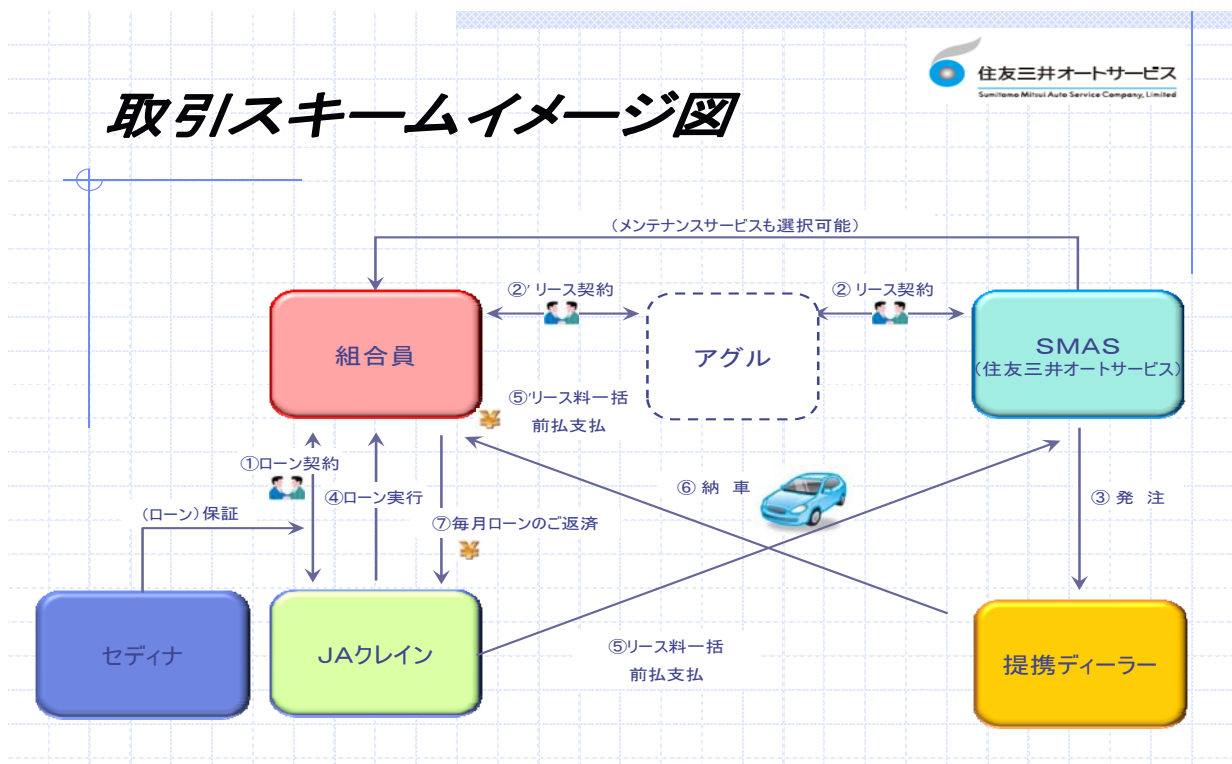 住友三井オートサービス
Sumitomo Mitsui Auto Service Company, Limited
取引スキームイメージ図
（メンテナンスサービスも選択可能）
②’リース契約
②リース契約
組合員
アグル
SMAS
（住友三井オートサービス）
⑤’リース料一括
前払支払
①ローン契約
④ローン実行
⑥納 車
③発 注
（ローン）保証
⑦毎月ローンのご返済
セディナ
JAクレイン
⑤リース料一括
前払支払
提携ディーラー